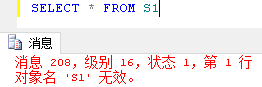 SELECT * FROM S1
消息
消息 208，级别 16，状态 1，第 1 行
对象名 'S1' 无效。